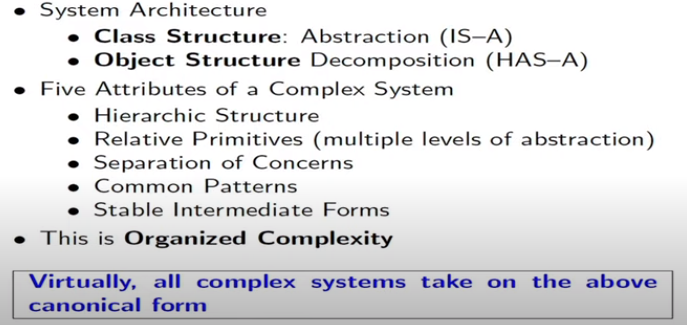 • System Architecture
• Class Structure: Abstraction (IS–A)
• Object Structure Decomposition (HAS–A)
• Five Attributes of a Complex System
• Hierarchic Structure
• Relative Primitives (multiple levels of abstraction)
• Separation of Concerns
• Common Patterns
• Stable Intermediate Forms
• This is Organized Complexity
Virtually, all complex systems take on the above
canonical form